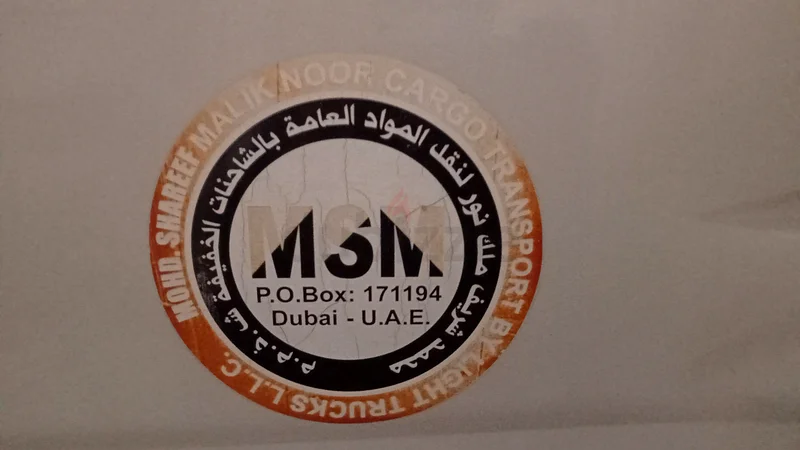 MOHD. SHAREEF MALIK NOOR CARGO TRANSPORT BY LIGHT TRUCKS L.L.C.
محمد شريف ملك نور لنقل المواد العامة بالشاحنات الخفيفة ش.ذ.م.م
MSM
P.O.Box: 171194
Dubai - U.A.E.